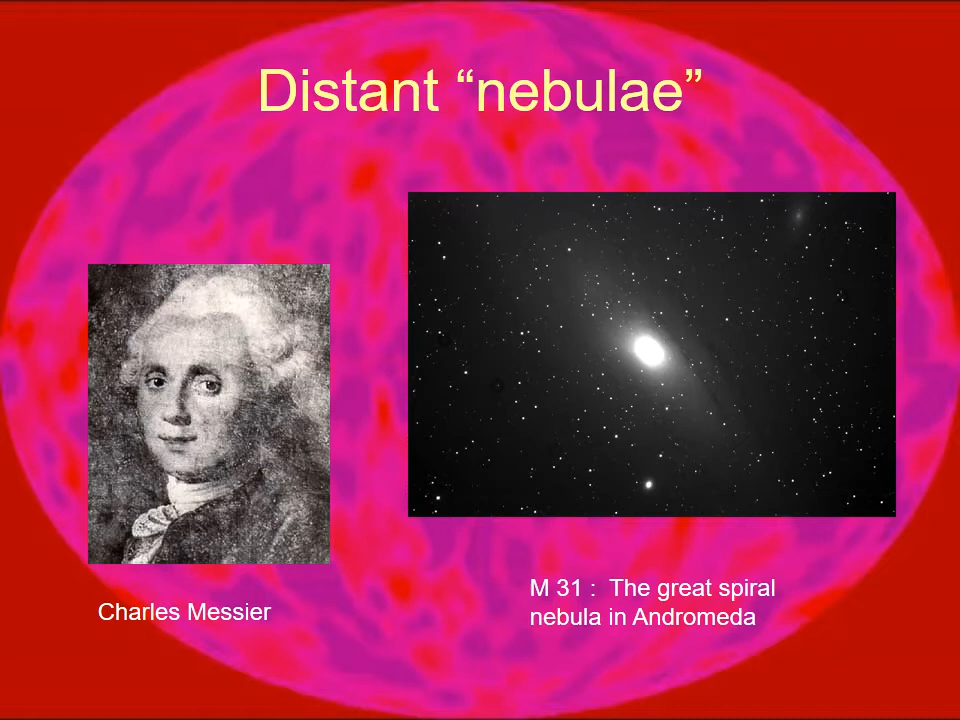 Distant “nebulae”
Charles Messier
M 31 :  The great spiral
nebula in Andromeda